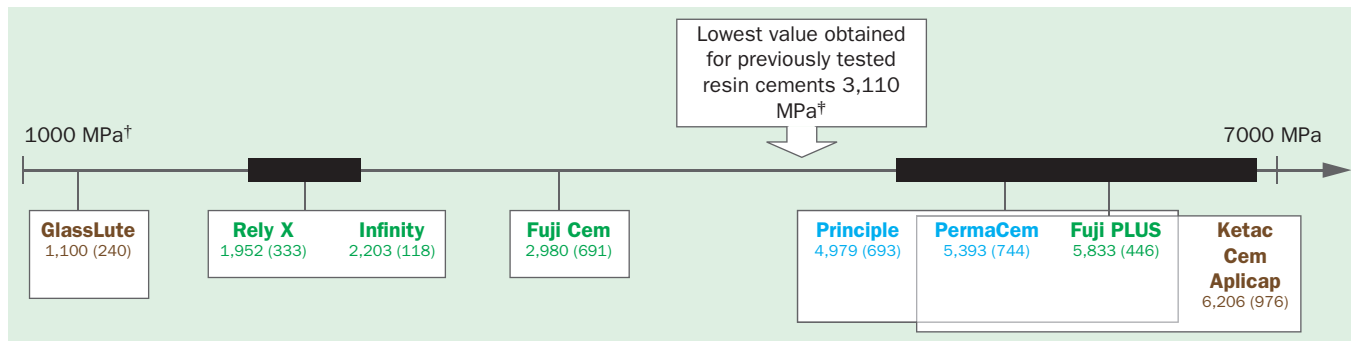 Lowest value obtained
for previously tested
resin cements 3,110
MPa‡
1000 MPa†
7000 MPa
GlassLute
1,100 (240)
Rely X
1,952 (333)
Infinity
2,203 (118)
Fuji Cem
2,980 (691)
Principle
4,979 (693)
PermaCem
5,393 (744)
Fuji PLUS
5,833 (446)
Ketac
Cem
Aplicap
6,206 (976)